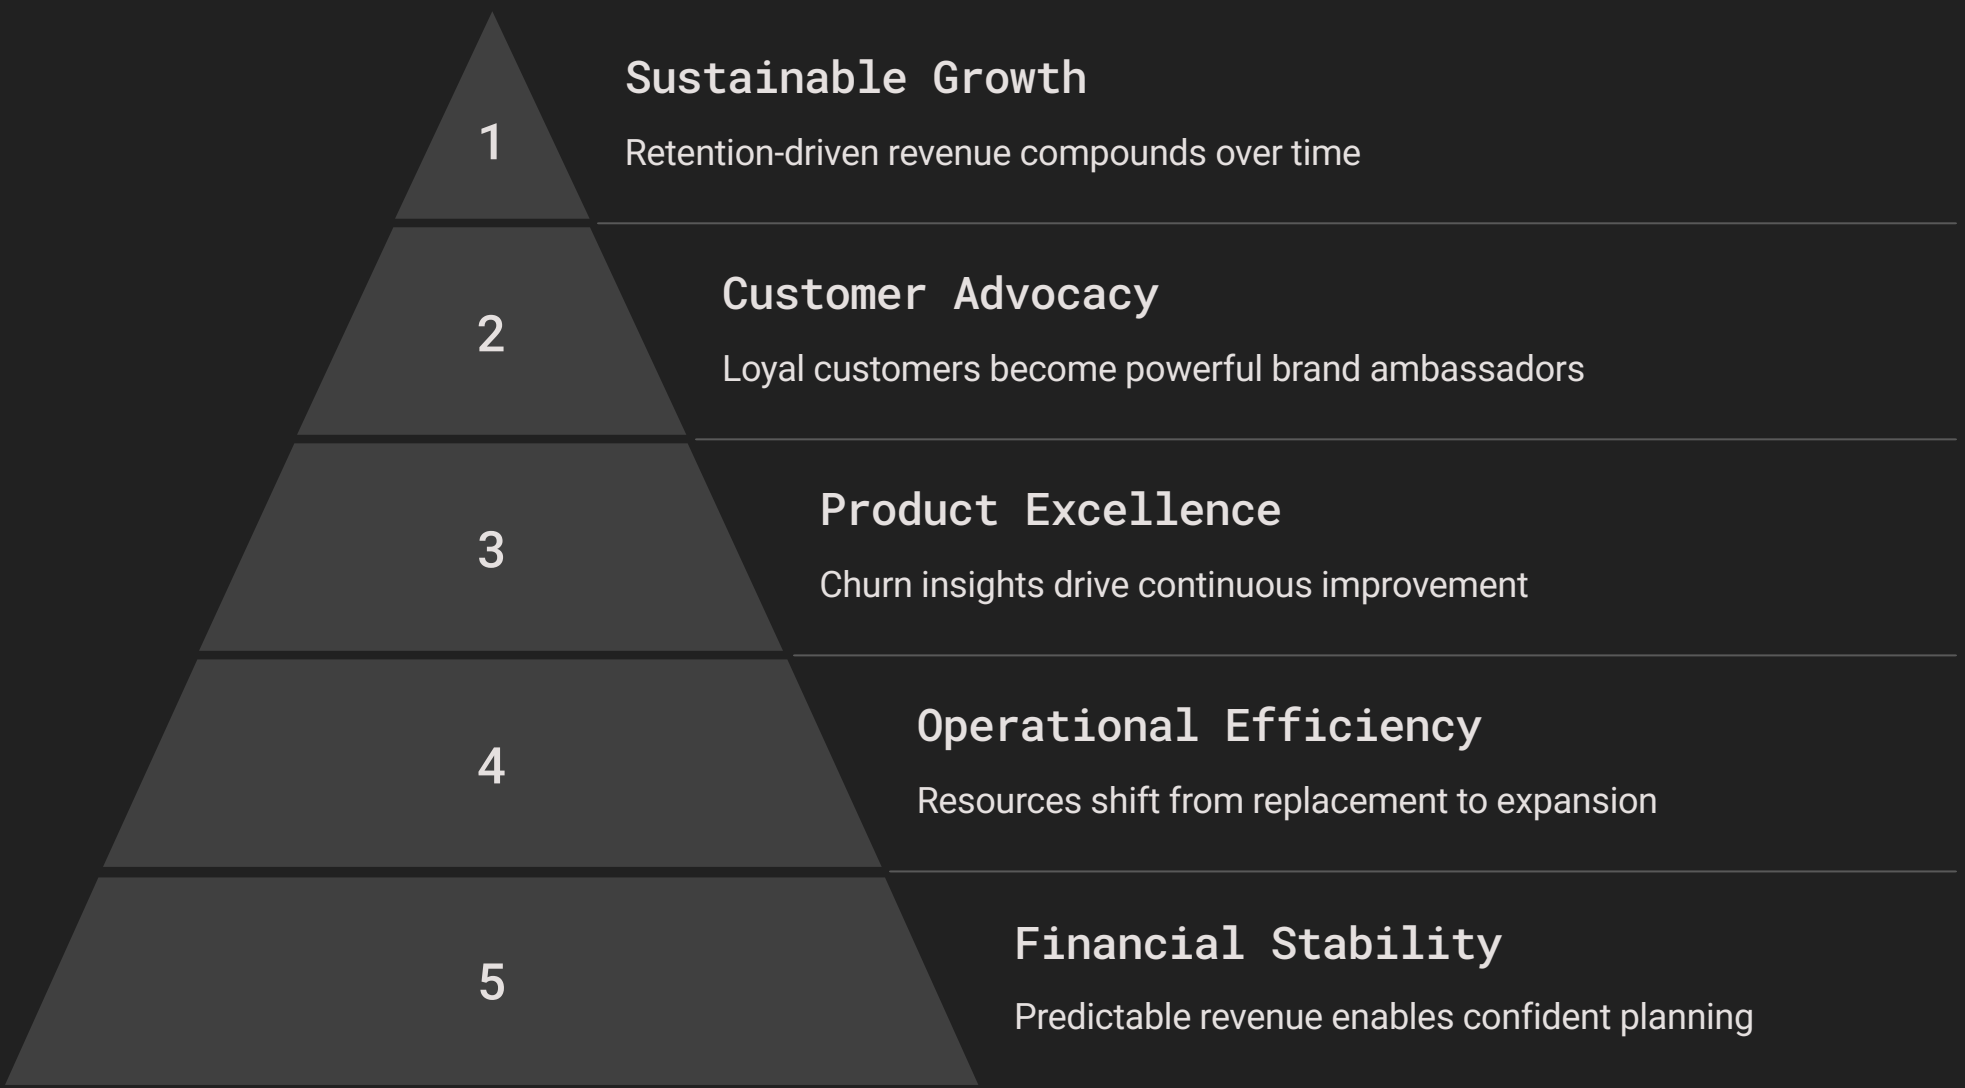 1
Sustainable Growth
Retention-driven revenue compounds over time
2
Customer Advocacy
Loyal customers become powerful brand ambassadors
3
Product Excellence
Churn insights drive continuous improvement
4
Operational Efficiency
Resources shift from replacement to expansion
5
Financial Stability
Predictable revenue enables confident planning